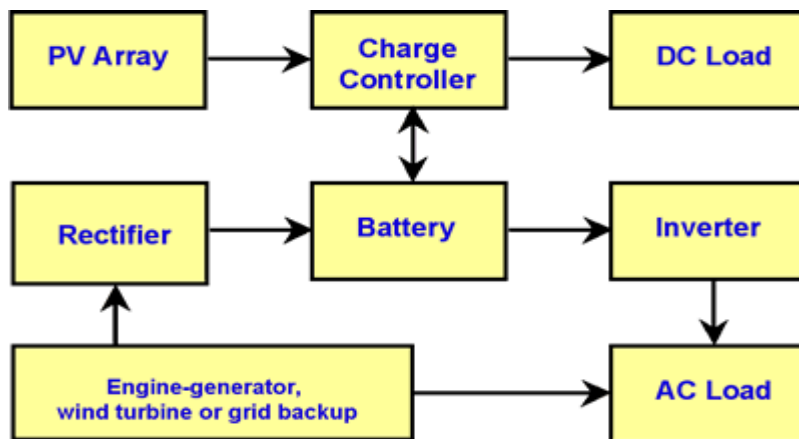 PV Array
Charge
Controller
DC Load
Rectifier
Battery
Inverter
Engine-generator,
wind turbine or grid backup
AC Load